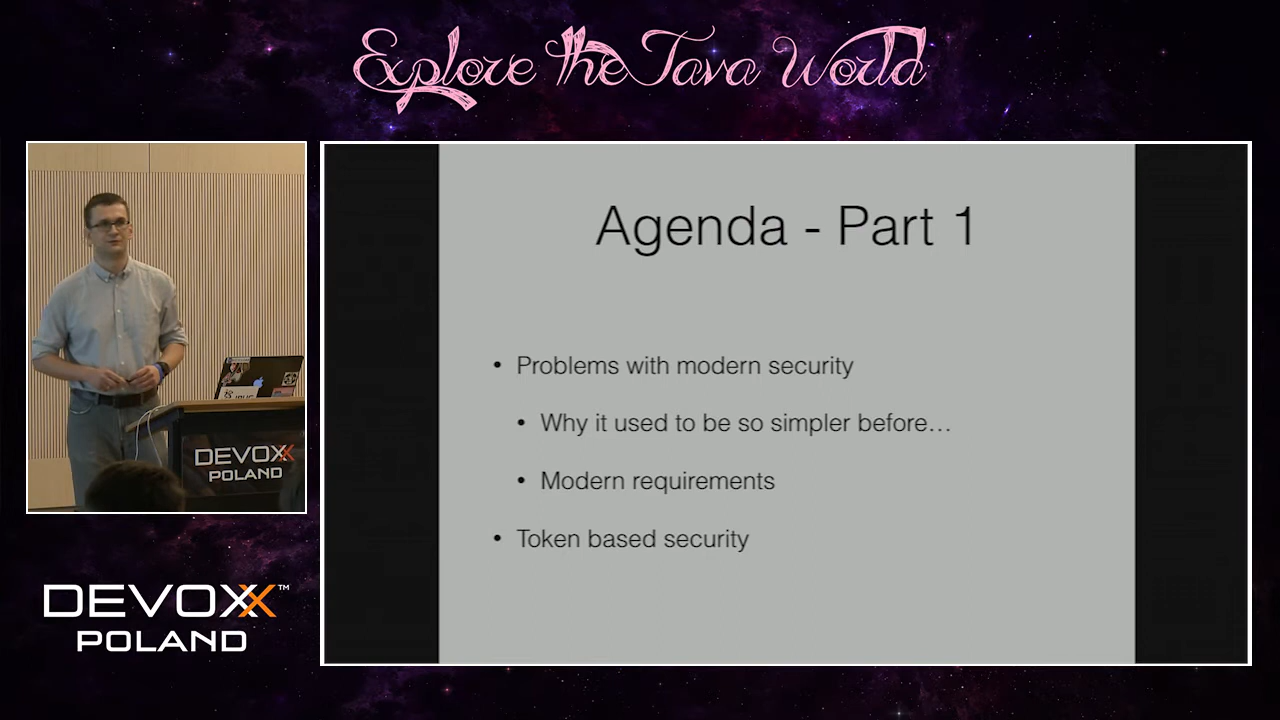 Explore the Java World
Agenda - Part 1
• Problems with modern security
• Why it used to be so simpler before…
• Modern requirements
• Token based security
DEVOXX
POLAND
DEVOXX™
POLAND